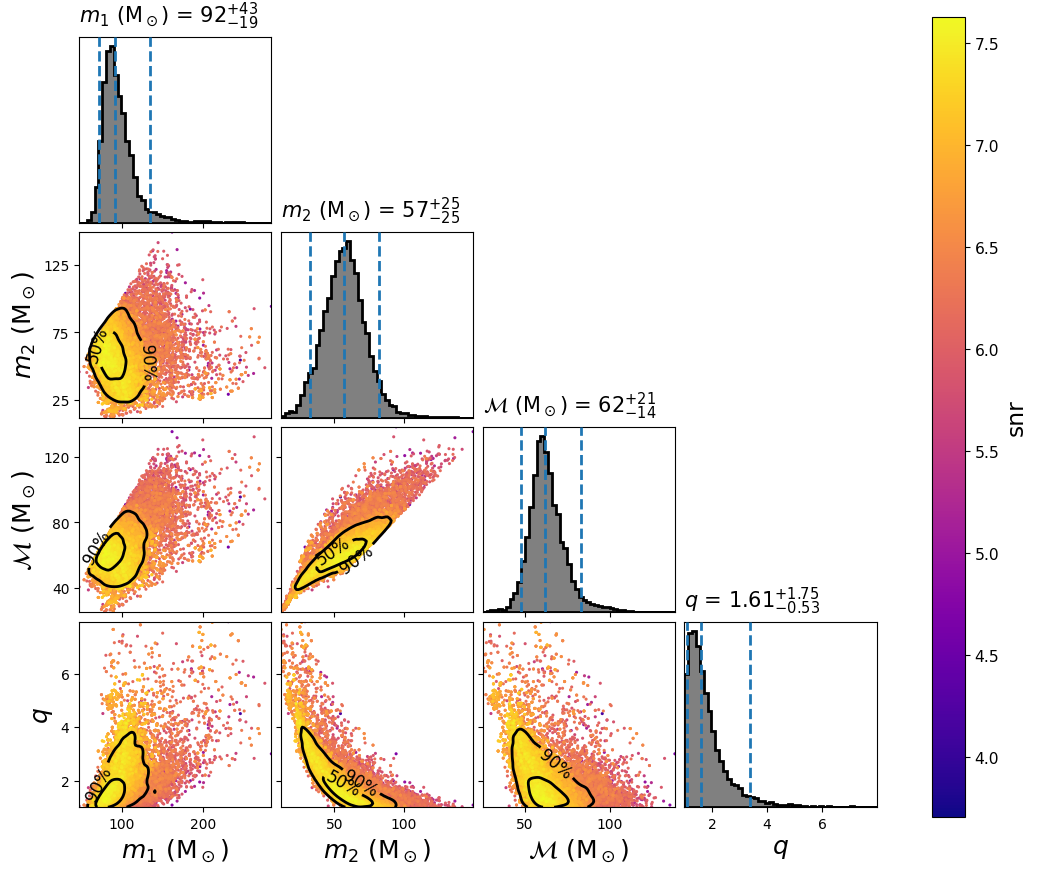 m₁ (M⊙) = 92⁺⁴³₋₁₉
7.5
7.0
m₂ (M⊙) = 57⁺²⁵₋₂₅
6.5
125
m₂ (M⊙)
75
50%
90%
6.0
25
ℳ (M⊙) = 62⁺²¹₋₁₄
snr
5.5
120
ℳ (M⊙)
80
90%
50%
90%
5.0
40
q = 1.61⁺¹·⁷⁵₋₀.₅₃
4.5
6
q
4
90%
50%
90%
90%
2
4.0
100 200
50 100
50 100
2 4 6
m₁ (M⊙)
m₂ (M⊙)
ℳ (M⊙)
q